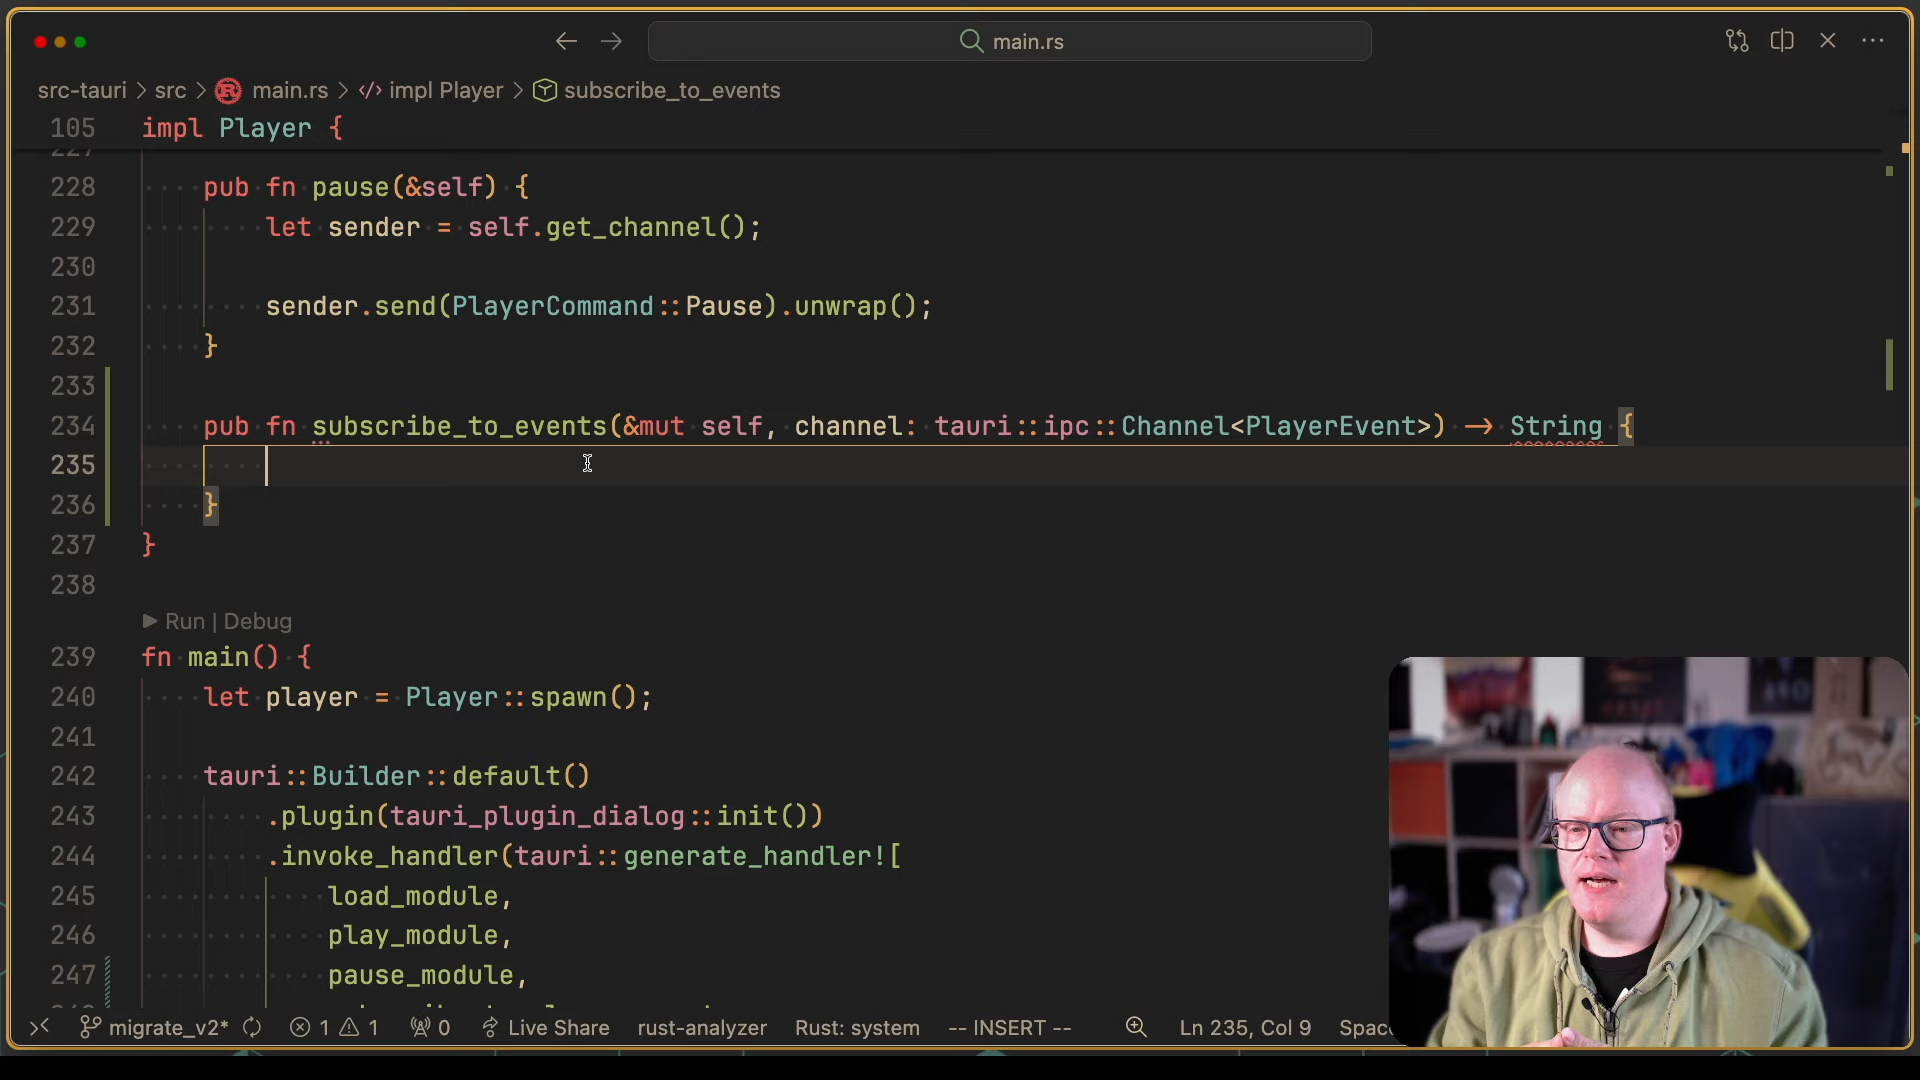 main.rs
src-tauri > src > main.rs > impl Player > subscribe_to_events
105 impl Player {
227
228 pub fn pause(&self) {
229 let sender = self.get_channel();
230
231 sender.send(PlayerCommand::Pause).unwrap();
232 }
233
234 pub fn subscribe_to_events(&mut self, channel: tauri::ipc::Channel<PlayerEvent>) -> String {
235
236 }
237 }
238
Run | Debug
239 fn main() {
240 let player = Player::spawn();
241
242 tauri::Builder::default()
243 .plugin(tauri_plugin_dialog::init())
244 .invoke_handler(tauri::generate_handler![
245 load_module,
246 play_module,
247 pause_module,
migrate_v2* 1 1 0 Live Share rust-analyzer Rust: system -- INSERT -- Ln 235, Col 9